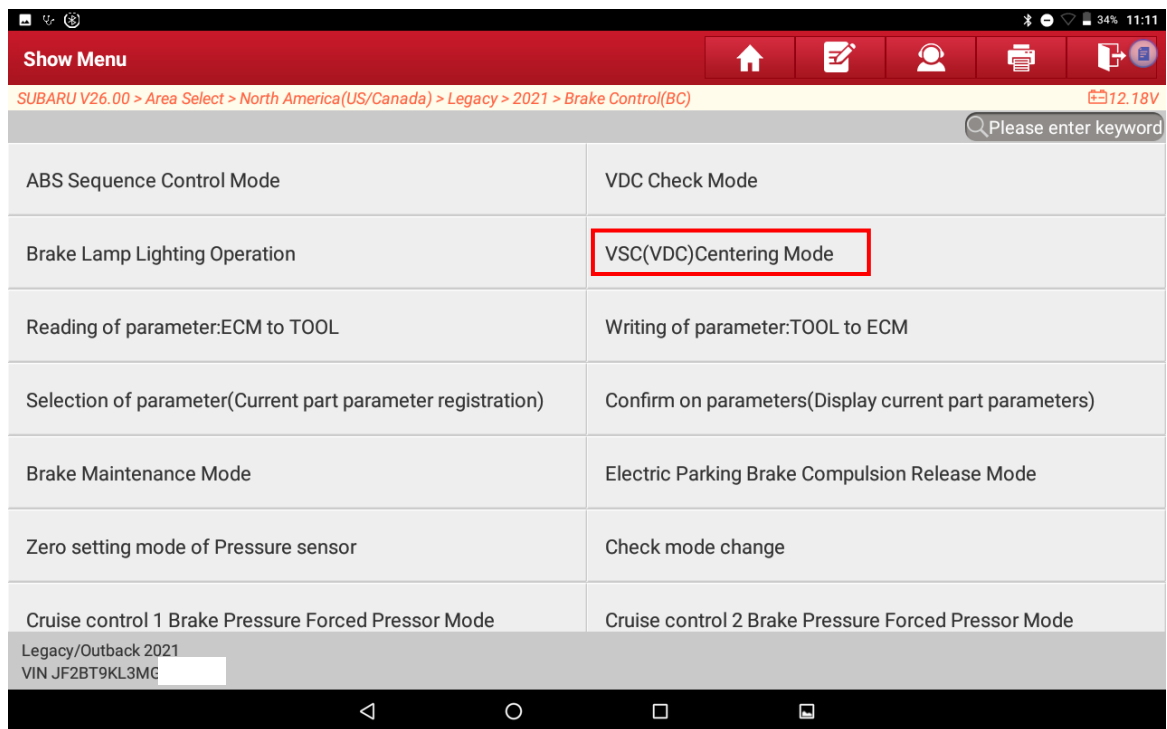 34% 11:11
Show Menu
SUBARU V26.00 > Area Select > North America(US/Canada) > Legacy > 2021 > Brake Control(BC)
12.18V
Please enter keyword
ABS Sequence Control Mode
VDC Check Mode
Brake Lamp Lighting Operation
VSC(VDC)Centering Mode
Reading of parameter:ECM to TOOL
Writing of parameter:TOOL to ECM
Selection of parameter(Current part parameter registration)
Confirm on parameters(Display current part parameters)
Brake Maintenance Mode
Electric Parking Brake Compulsion Release Mode
Zero setting mode of Pressure sensor
Check mode change
Cruise control 1 Brake Pressure Forced Pressor Mode
Cruise control 2 Brake Pressure Forced Pressor Mode
Legacy/Outback 2021
VIN JF2BT9KL3MG